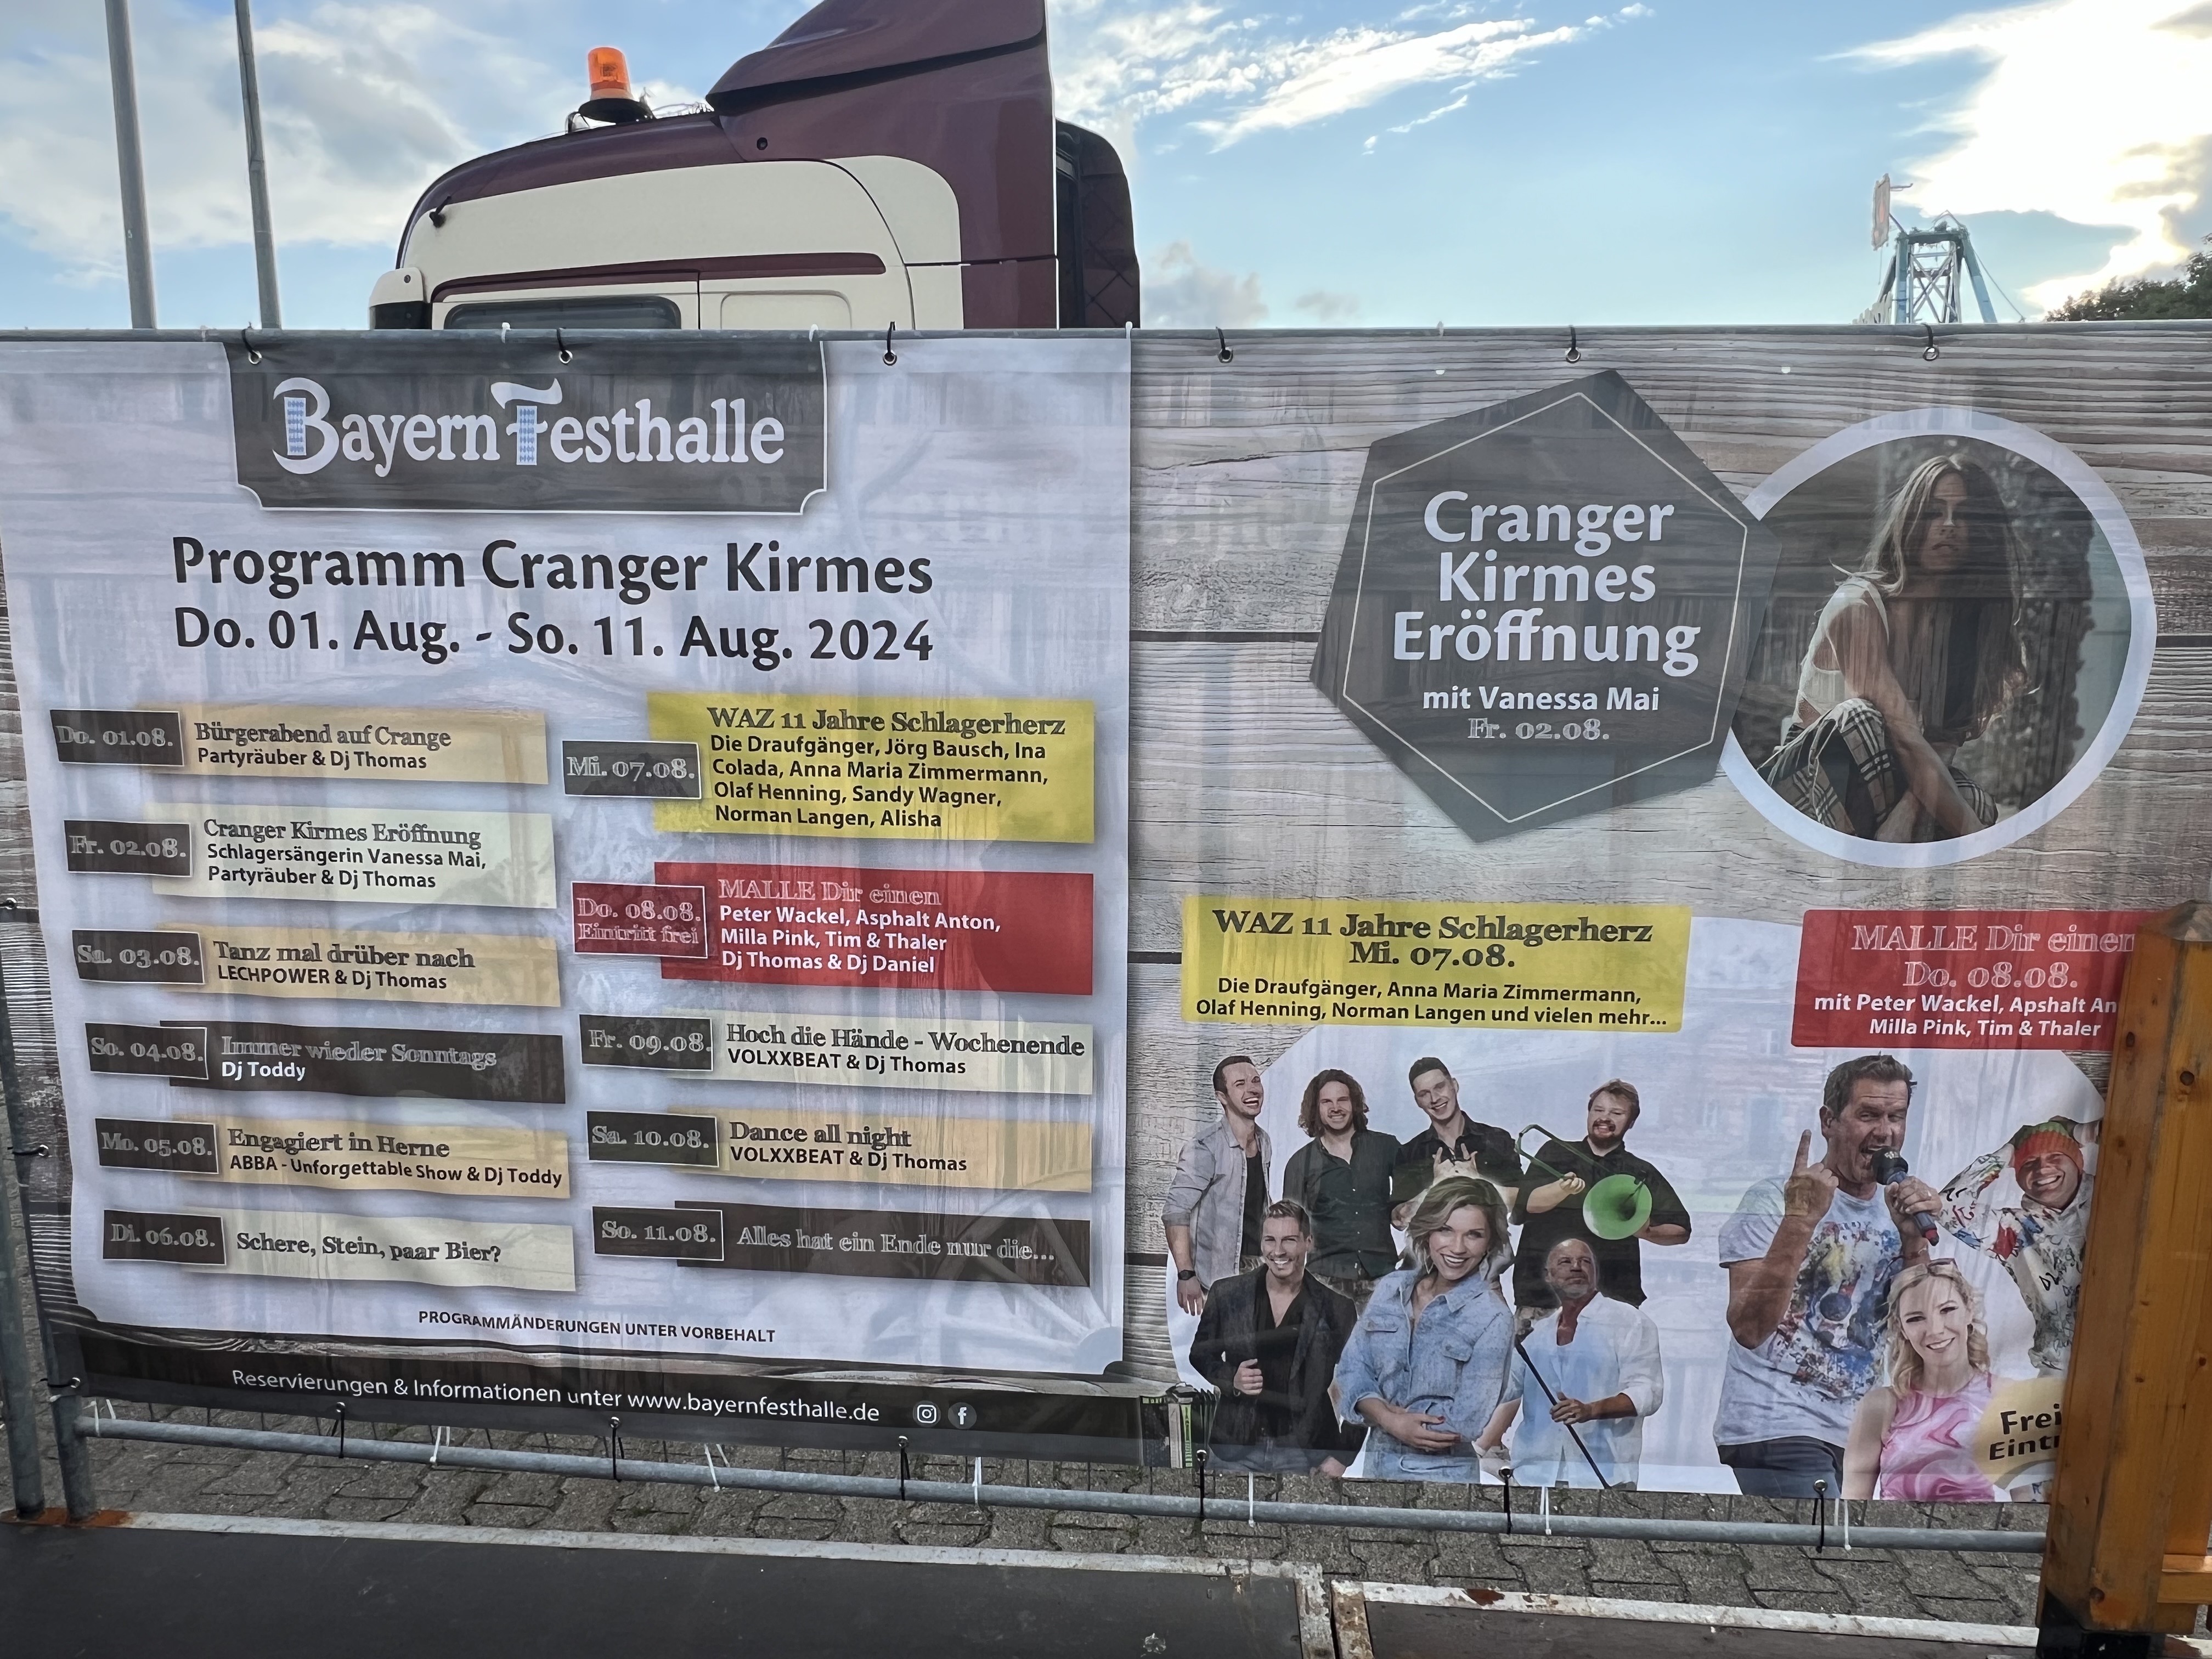 BayernFesthalle
Programm Cranger Kirmes
Do. 01. Aug. - So. 11. Aug. 2024
Do. 01.08.
Bürgerabend auf Crange
Partyräuber & Dj Thomas
Fr. 02.08.
Cranger Kirmes Eröffnung
Schlagersängerin Vanessa Mai,
Partyräuber & Dj Thomas
Sa. 03.08.
Tanz mal drüber nach
LECHPOWER & Dj Thomas
So. 04.08.
Immer wieder Sonntags
Dj Toddy
Mo. 05.08.
Engagiert in Herne
ABBA - Unforgettable Show & Dj Toddy
Di. 06.08.
Schere, Stein, paar Bier?
Mi. 07.08.
WAZ 11 Jahre Schlagerherz
Die Draufgänger, Jörg Bausch, Ina
Colada, Anna Maria Zimmermann,
Olaf Henning, Sandy Wagner,
Norman Langen, Alisha
Do. 08.08.
Eintritt frei
MALLE Dir einen
Peter Wackel, Asphalt Anton,
Milla Pink, Tim & Thaler
Dj Thomas & Dj Daniel
Fr. 09.08.
Hoch die Hände - Wochenende
VOLXXBEAT & Dj Thomas
Sa. 10.08.
Dance all night
VOLXXBEAT & Dj Thomas
So. 11.08.
Alles hat ein Ende nur die...
PROGRAMMÄNDERUNGEN UNTER VORBEHALT
Reservierungen & Informationen unter www.bayernfesthalle.de
Cranger
Kirmes
Eröffnung
mit Vanessa Mai
Fr. 02.08.
WAZ 11 Jahre Schlagerherz
Mi. 07.08.
Die Draufgänger, Anna Maria Zimmermann,
Olaf Henning, Norman Langen und vielen mehr...
MALLE Dir einen
Do. 08.08.
mit Peter Wackel, Apshalt An
Milla Pink, Tim & Thaler
Frei
Eint